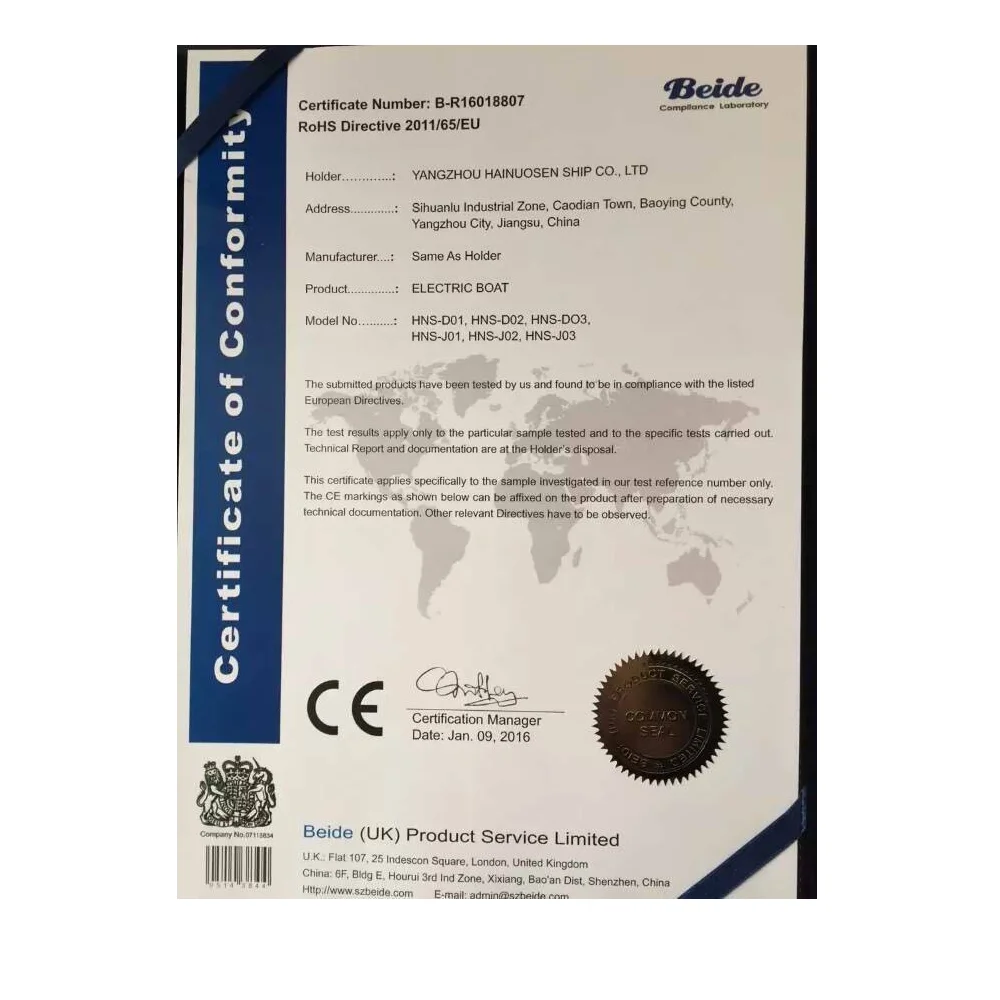 Certificate of Conformity
Beide
Compliance Laboratory
Certificate Number: B-R16018807
RoHS Directive 2011/65/EU
Holder............: YANGZHOU HAINUOSEN SHIP CO., LTD
Address............: Sihuanlu Industrial Zone, Caodian Town, Baoying County,
Yangzhou City, Jiangsu, China
Manufacturer....: Same As Holder
Product.............: ELECTRIC BOAT
Model No..........: HNS-D01, HNS-D02, HNS-DO3,
HNS-J01, HNS-J02, HNS-J03
The submitted products have been tested by us and found to be in compliance with the listed
European Directives.
The test results apply only to the particular sample tested and to the specific tests carried out.
Technical Report and documentation are at the Holder's disposal.
This certificate applies specifically to the sample investigated in our test reference number only.
The CE markings as shown below can be affixed on the product after preparation of necessary
technical documentation. Other relevant Directives have to be observed.
CE
Certification Manager
Date: Jan. 09, 2016
PRODUCT SERVICE LIMITED
COMMON
SEAL
Company No.07113834
Beide (UK) Product Service Limited
U.K.: Flat 107, 25 Indescon Square, London, United Kingdom
China: 6F, Bldg E, Hourui 3rd Ind Zone, Xixiang, Bao'an Dist, Shenzhen, China
Http://www.szbeide.com E-mail: admin@szbeide.com